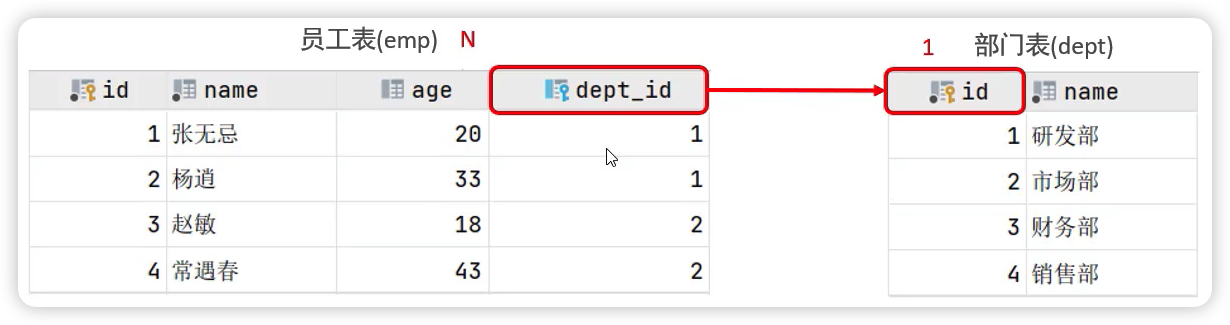 员工表(emp) N 1 部门表(dept)
id name age dept_id id name
1 张无忌 20 1 1 研发部
2 杨逍 33 1 2 市场部
3 赵敏 18 2 3 财务部
4 常遇春 43 2 4 销售部